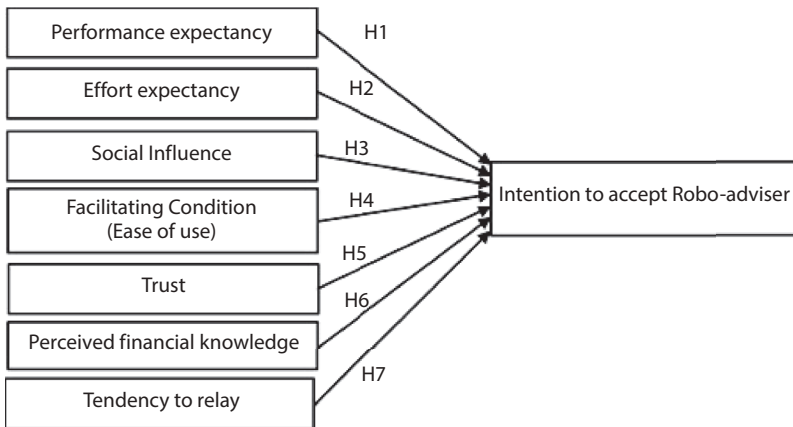 Performance expectancy
H1
Effort expectancy
H2
Social Influence
H3
Facilitating Condition
(Ease of use)
H4
Trust
H5
Perceived financial knowledge
H6
Tendency to relay
H7
Intention to accept Robo-adviser